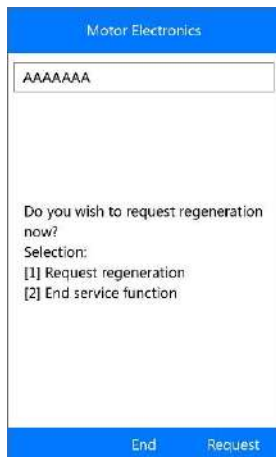 Motor Electronics
AAAAAAA
Do you wish to request regeneration
now?
Selection:
[1] Request regeneration
[2] End service function
End Request